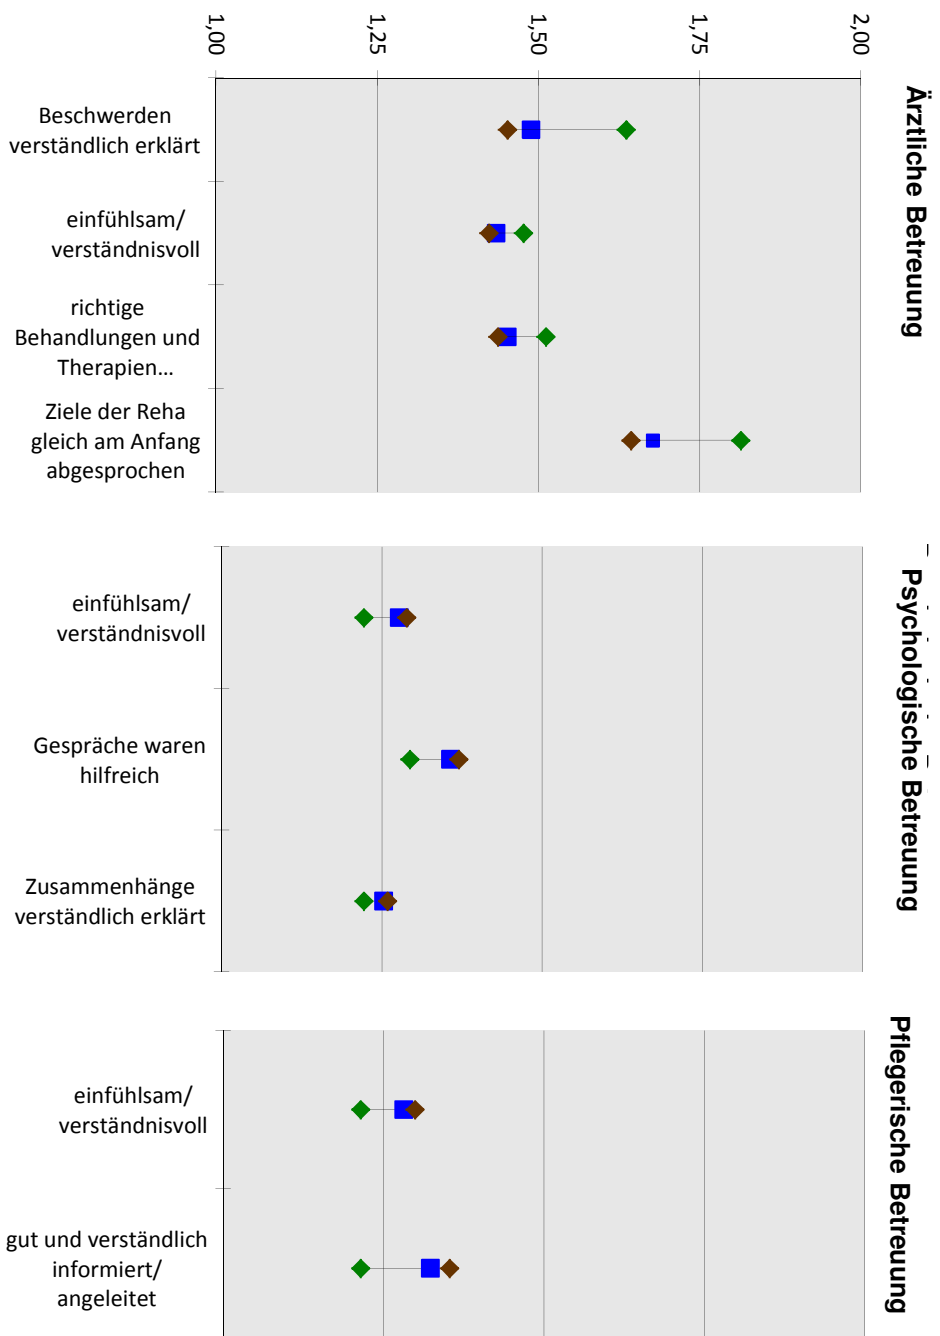 1,00
1,25
1,50
1,75
2,00
Ärztliche Betreuung
Beschwerden
verständlich erklärt
einfühlsam/
verständnisvoll
richtige
Behandlungen und
Therapien...
Ziele der Reha
gleich am Anfang
abgesprochen
Psychologische Betreuung
einfühlsam/
verständnisvoll
Gespräche waren
hilfreich
Zusammenhänge
verständlich erklärt
Pflegerische Betreuung
einfühlsam/
verständnisvoll
gut und verständlich
informiert/
angeleitet